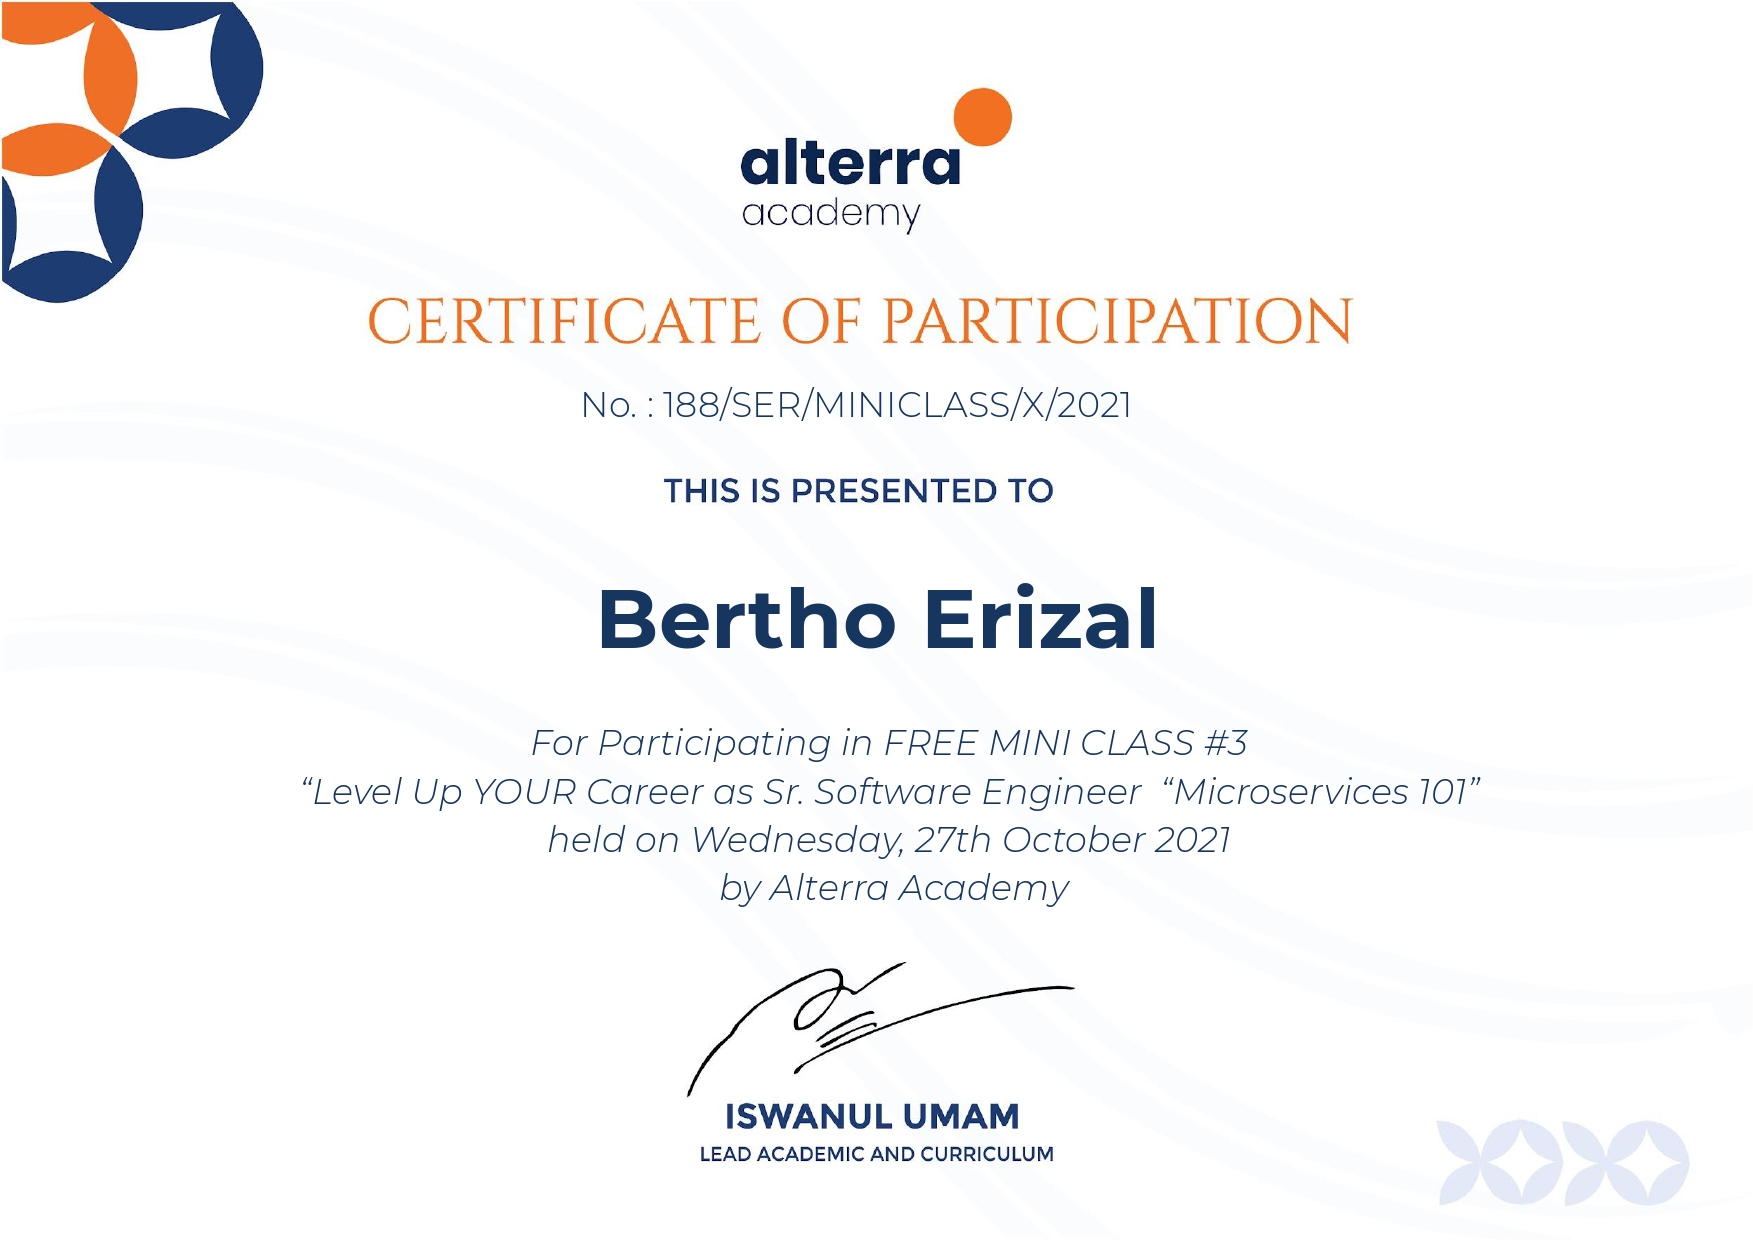 alterra
academy
CERTIFICATE OF PARTICIPATION
No. : 188/SER/MINICLASS/X/2021
THIS IS PRESENTED TO
Bertho Erizal
For Participating in FREE MINI CLASS #3
“Level Up YOUR Career as Sr. Software Engineer “Microservices 101”
held on Wednesday, 27th October 2021
by Alterra Academy
ISWANUL UMAM
LEAD ACADEMIC AND CURRICULUM